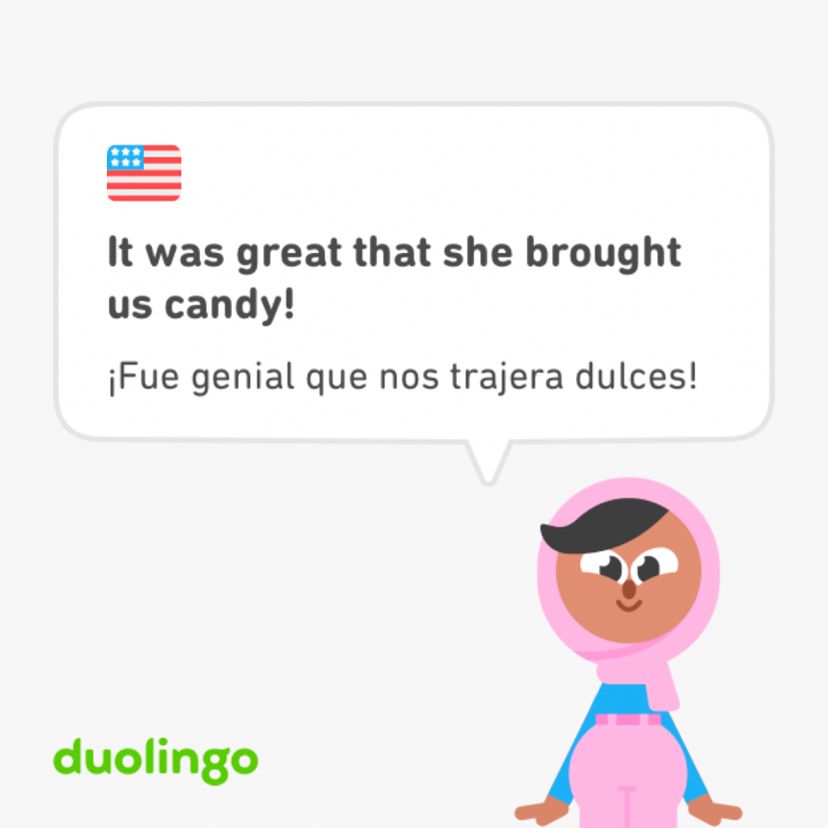 It was great that she brought
us candy!
¡Fue genial que nos trajera dulces!
duolingo